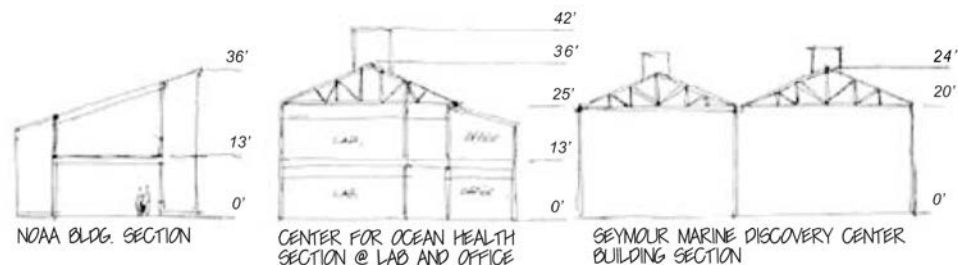 36'
13'
0'
NOAA BLDG. SECTION
42'
36'
25'
13'
0'
LAB.
OFFICE
LAB.
OFFICE
CENTER FOR OCEAN HEALTH
SECTION @ LAB AND OFFICE
24'
20'
0'
SEYMOUR MARINE DISCOVERY CENTER
BUILDING SECTION